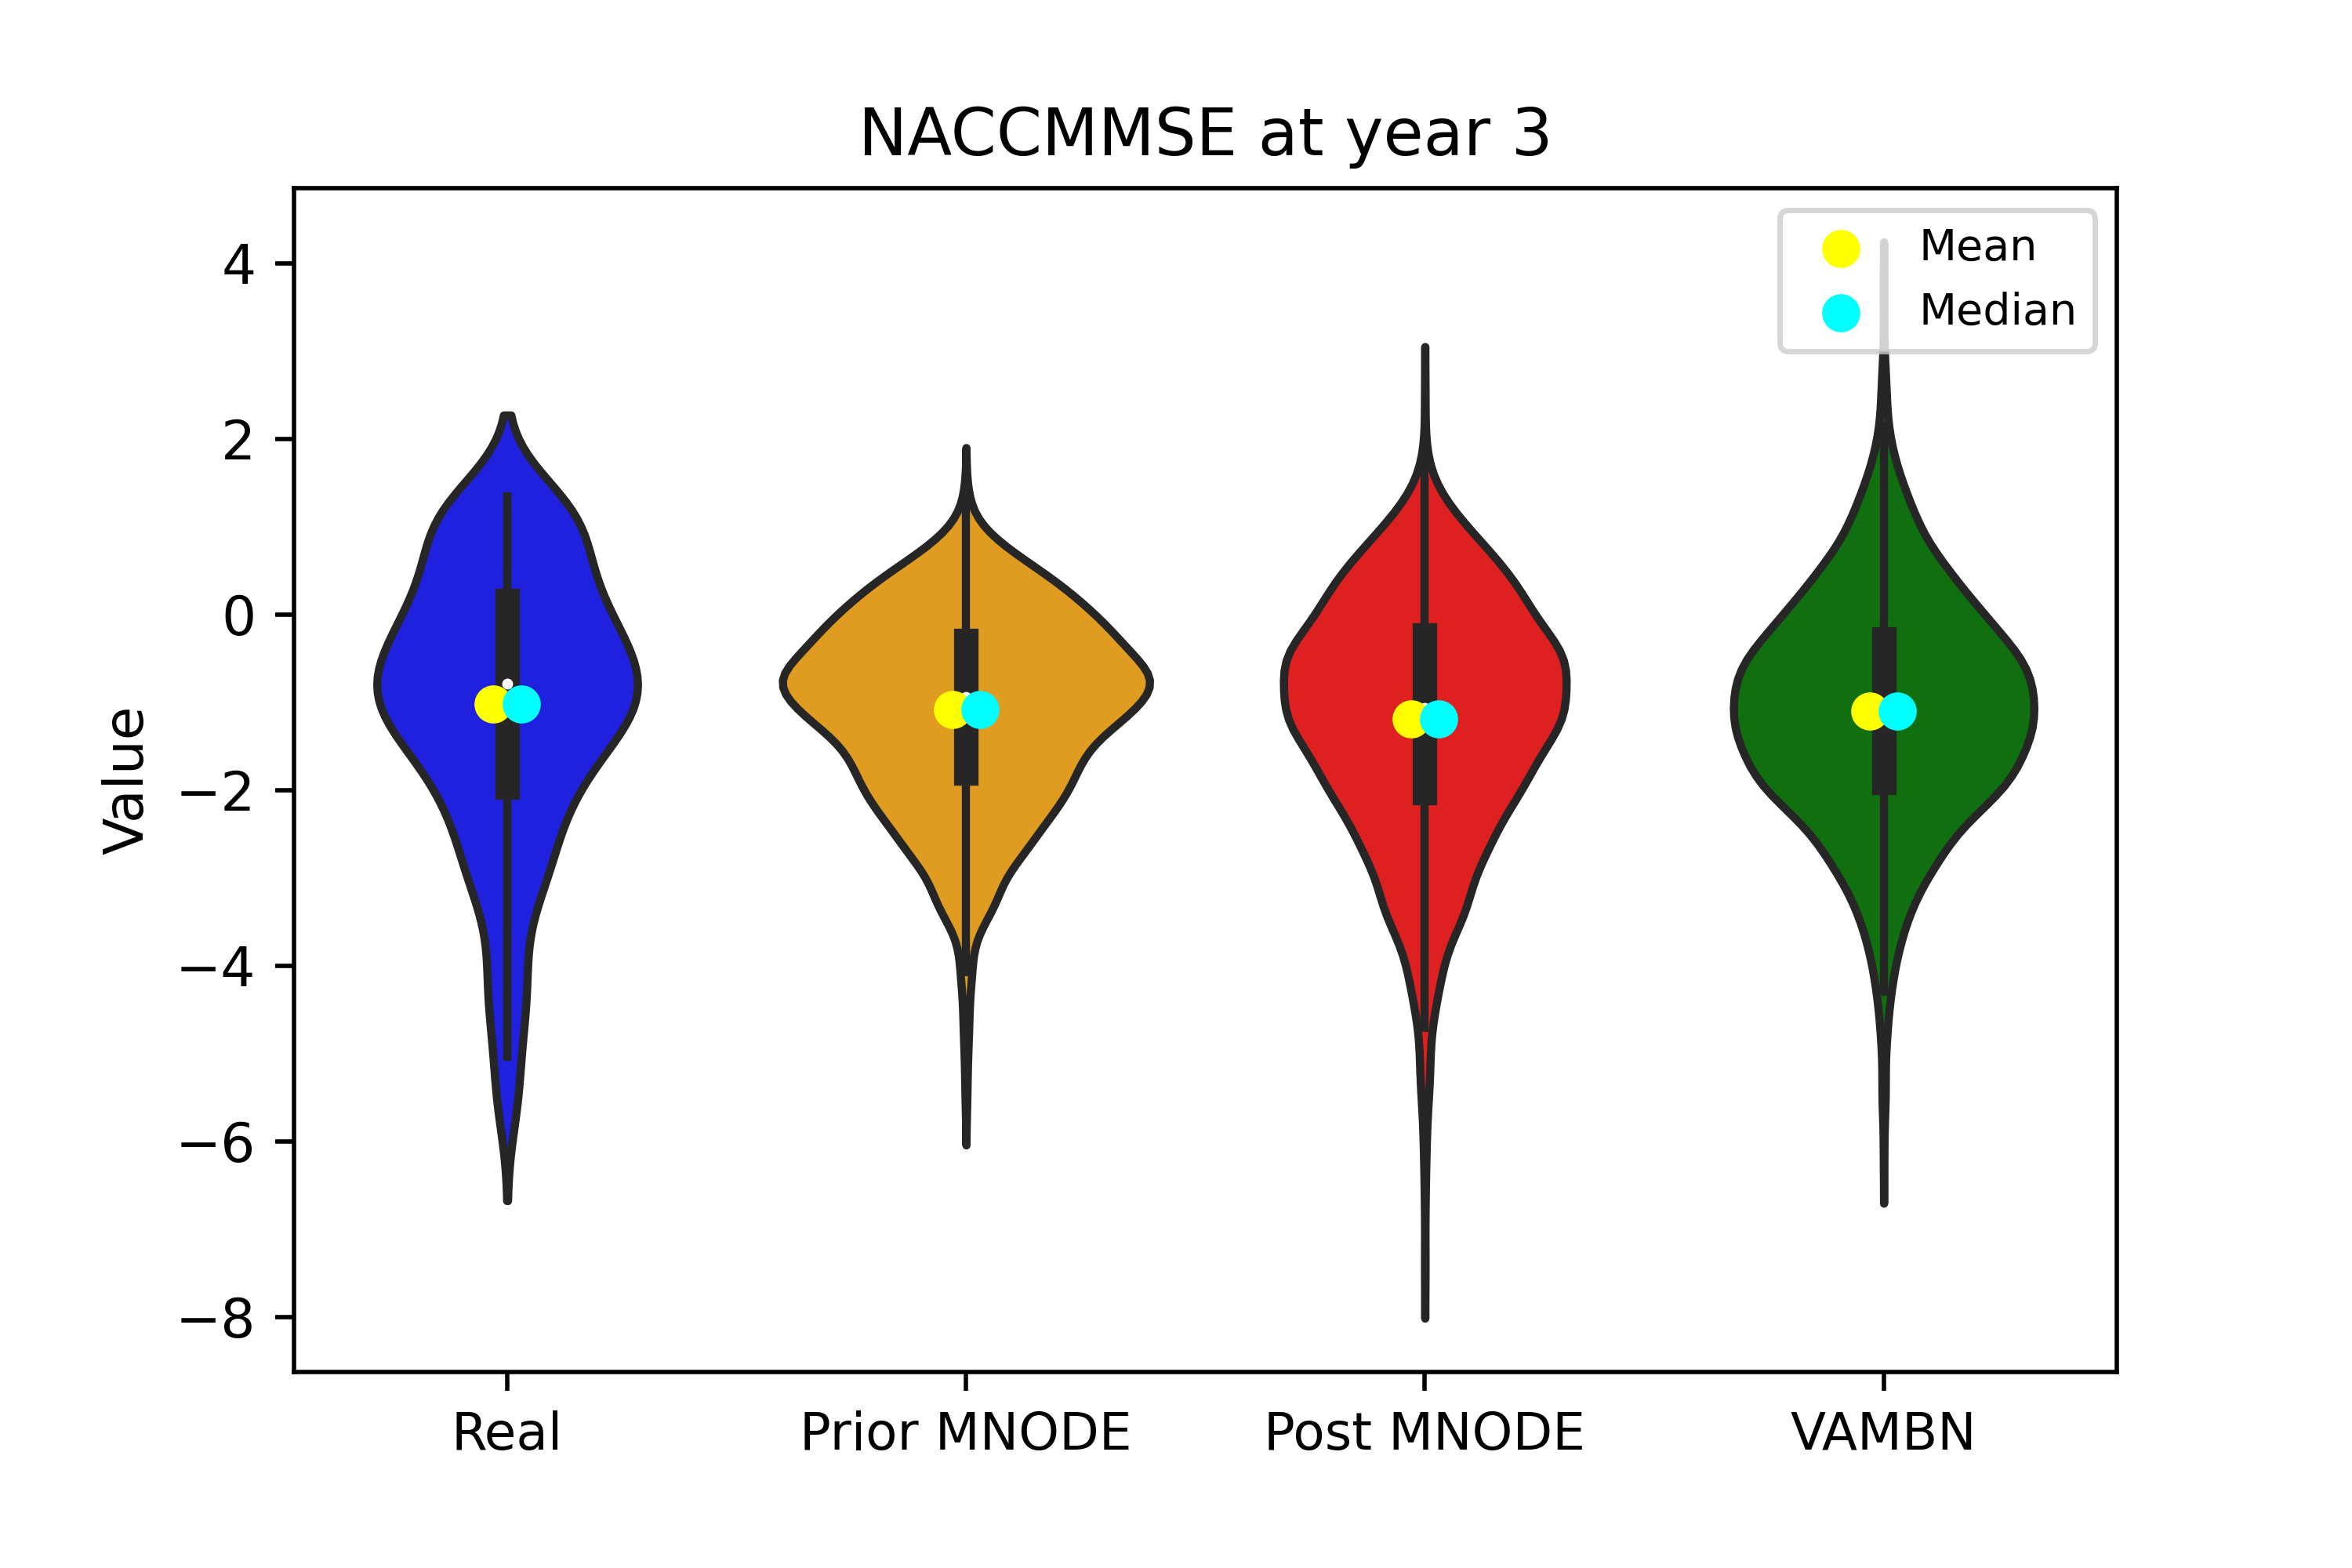 NACCMMSE at year 3
Mean
Median
Value
4
2
0
−2
−4
−6
−8
Real Prior MNODE Post MNODE VAMBN